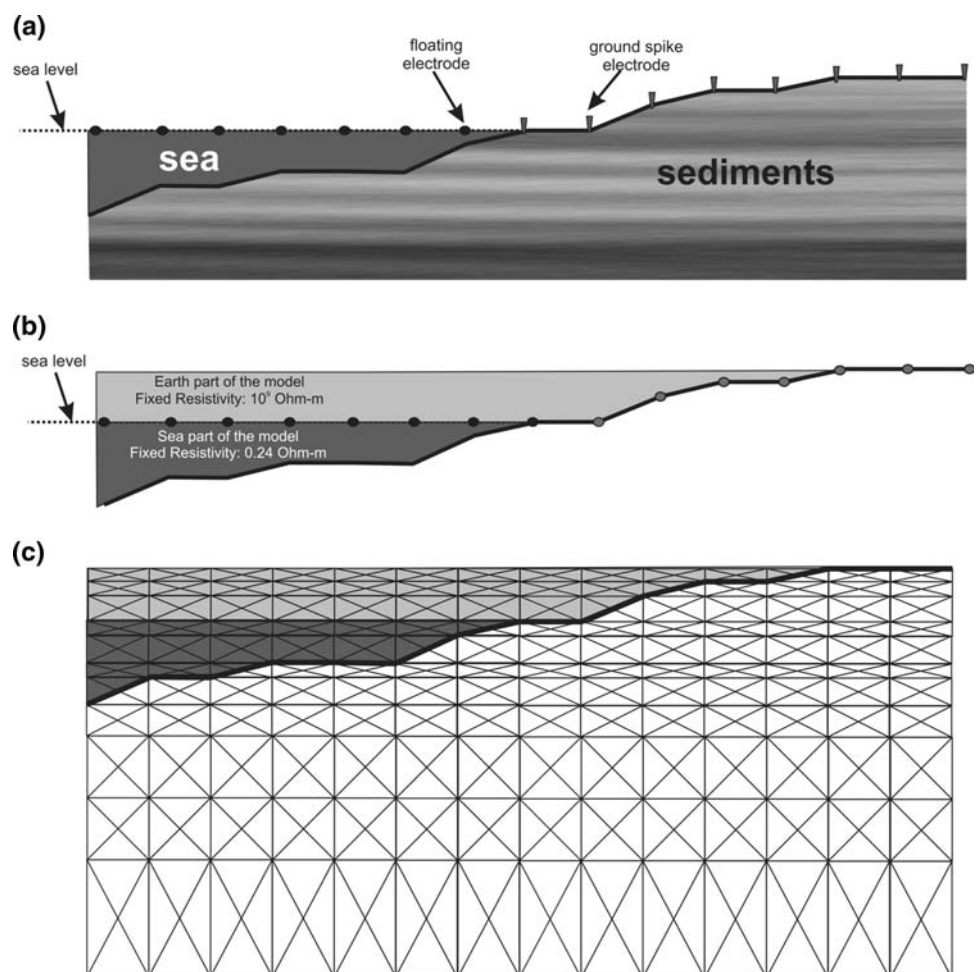 (a)
sea level
floating
electrode
ground spike
electrode
sea
sediments
(b)
sea level
Earth part of the model
Fixed Resistivity: 10⁹ Ohm-m
Sea part of the model
Fixed Resistivity: 0.24 Ohm-m
(c)